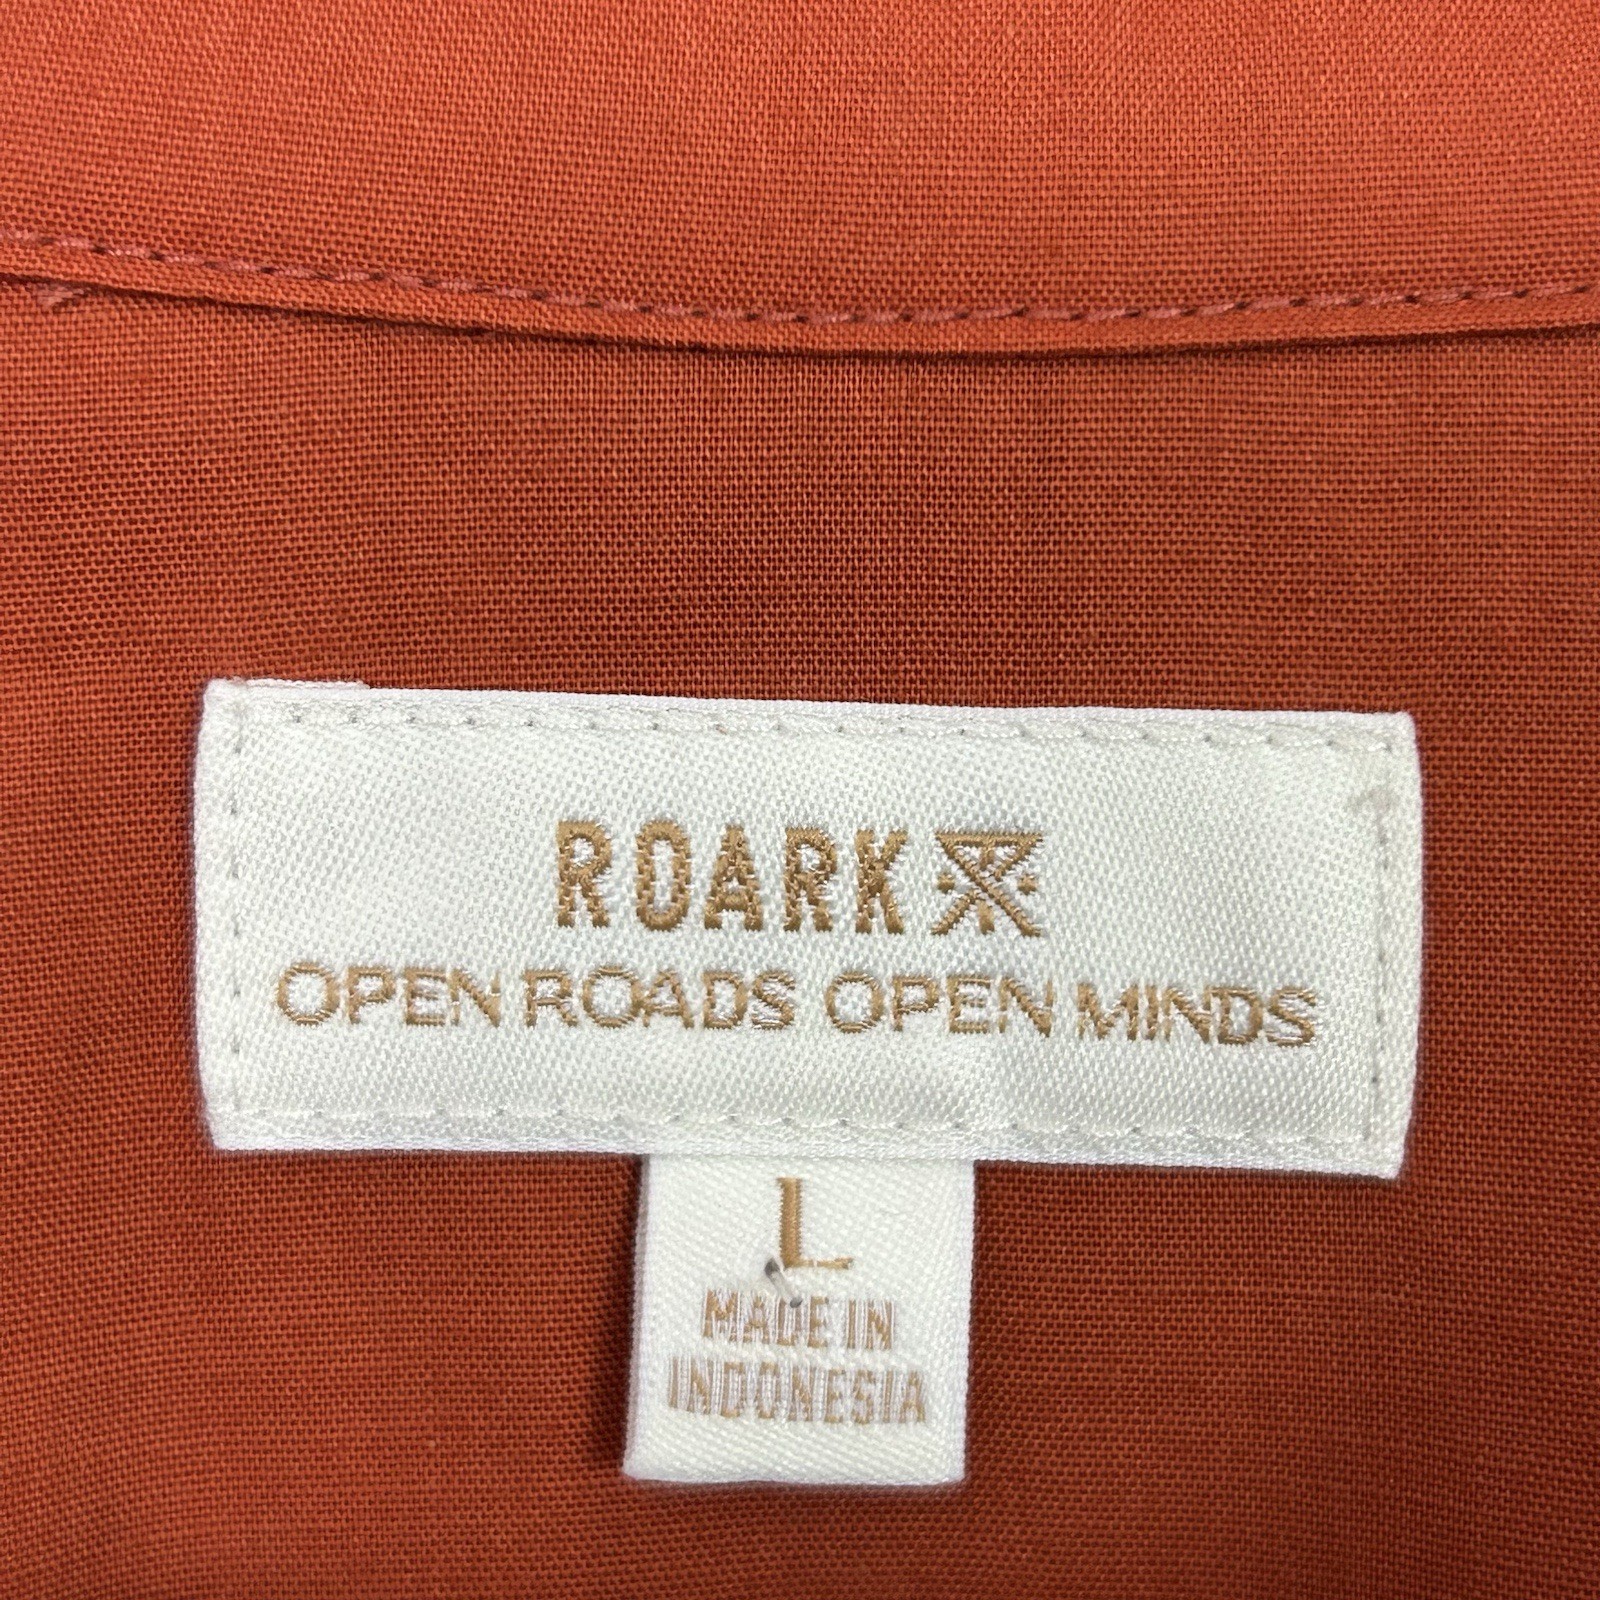 ROARK
OPEN ROADS OPEN MINDS
L
MADE IN
INDONESIA